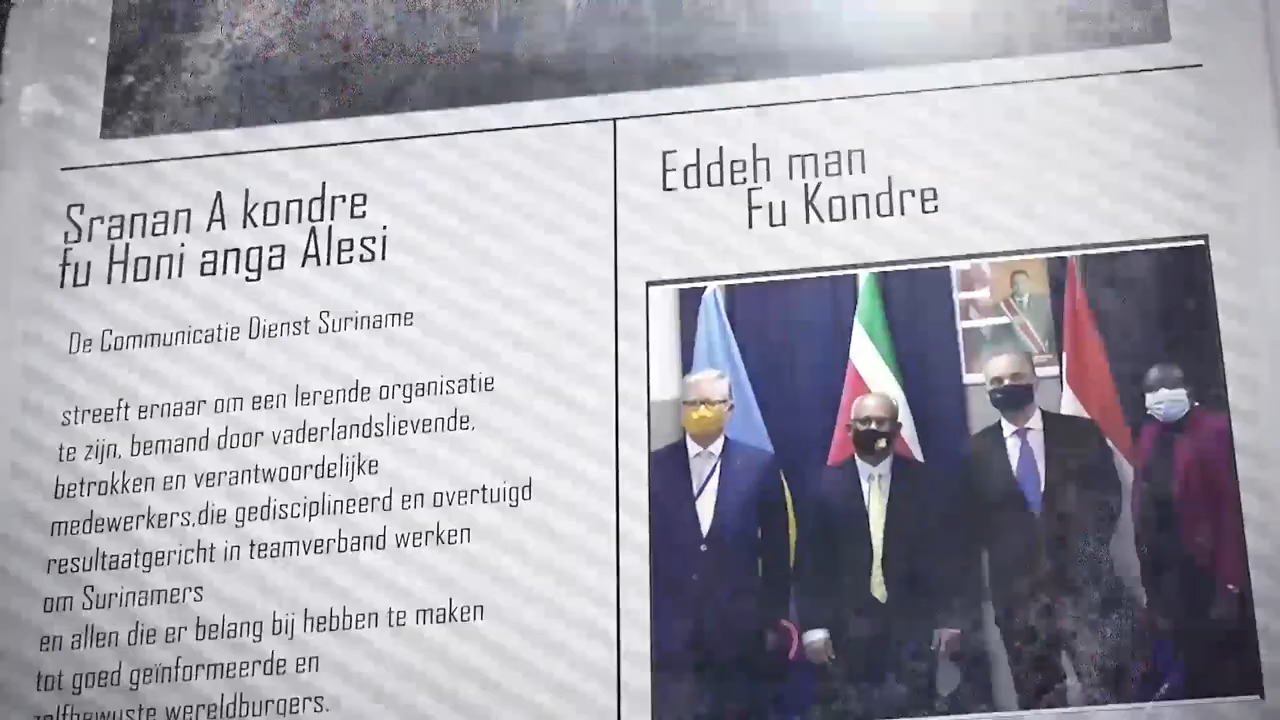 Sranan A kondre
fu Honi anga Alesi
De Communicatie Dienst Suriname
streeft ernaar om een lerende organisatie
te zijn, bemand door vaderlandslievende,
betrokken en verantwoordelijke
medewerkers,die gedisciplineerd en overtuigd
resultaatgericht in teamverband werken
om Surinamers
en allen die er belang bij hebben te maken
tot goed geïnformeerde en
zelfbewuste wereldburgers.
Eddeh man
Fu Kondre